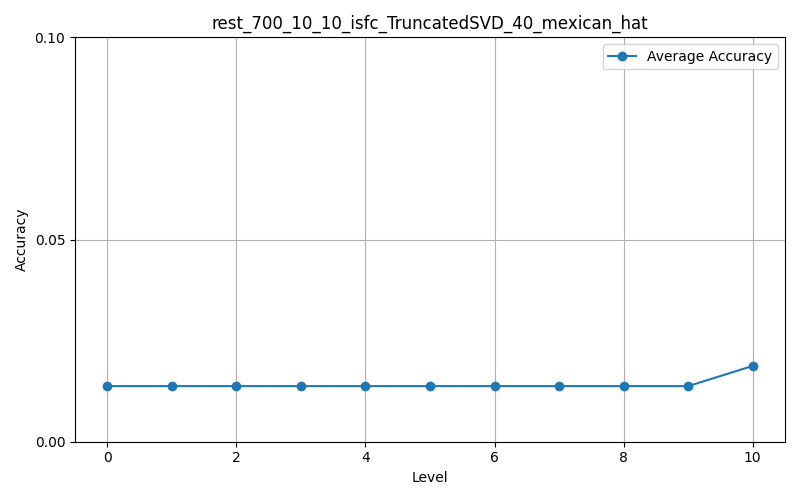 rest_700_10_10_isfc_TruncatedSVD_40_mexican_hat
Average Accuracy
0.10
0.05
0.00
Accuracy
0 2 4 6 8 10
Level